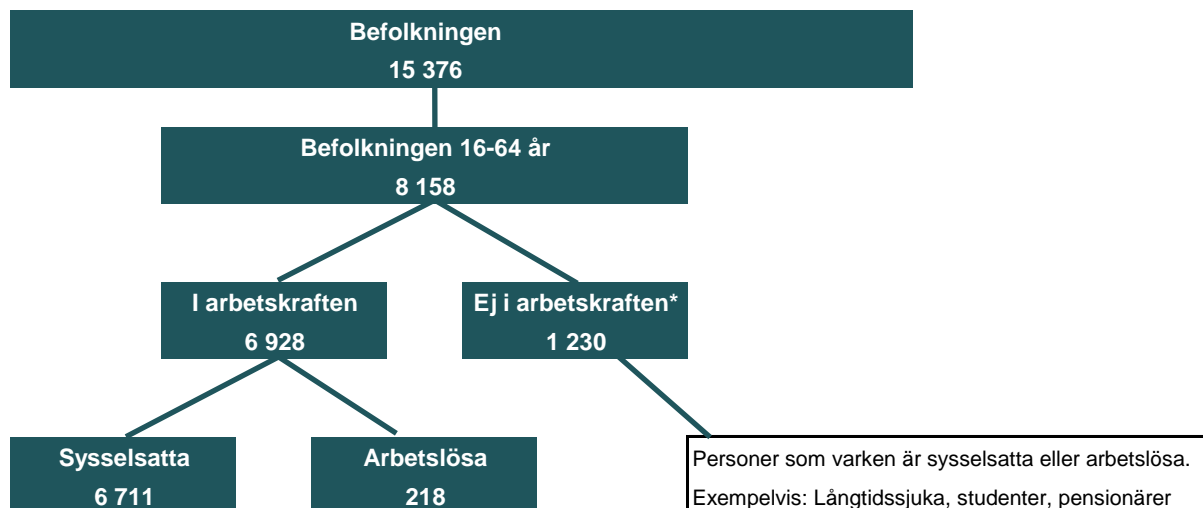 Befolkningen
15 376
Befolkningen 16-64 år
8 158
I arbetskraften
6 928
Ej i arbetskraften*
1 230
Sysselsatta
6 711
Arbetslösa
218
Personer som varken är sysselsatta eller arbetslösa.
Exempelvis: Långtidssjuka, studenter, pensionärer